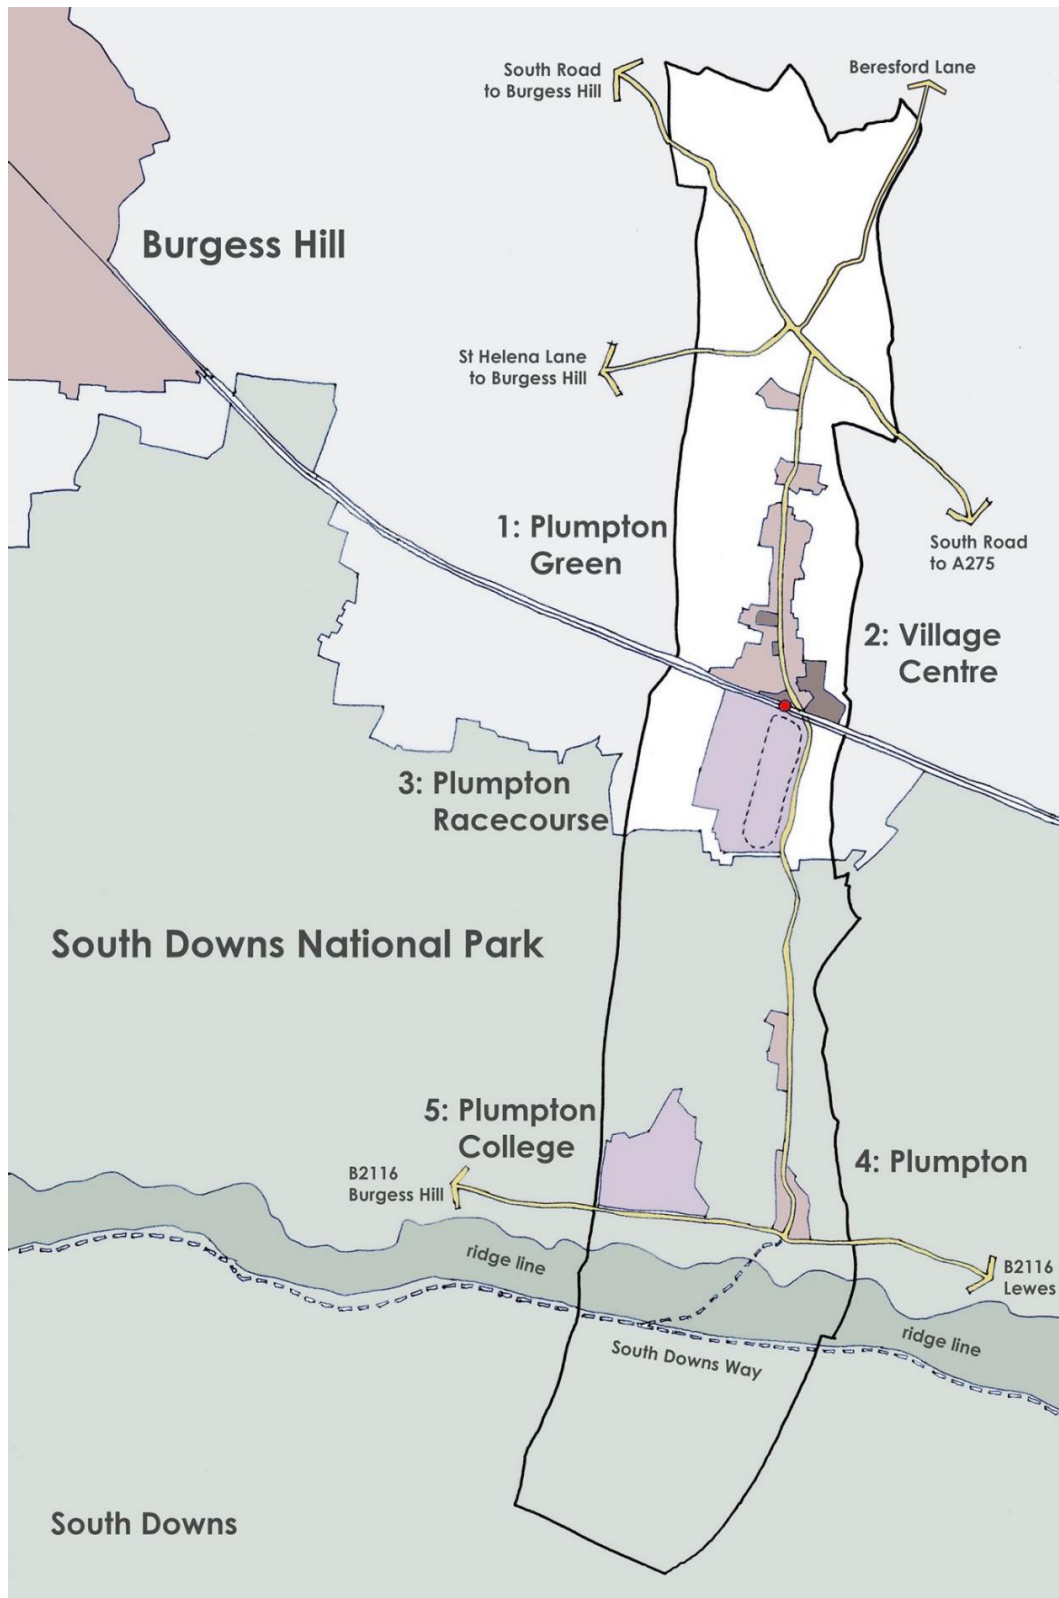 South Road
to Burgess Hill
Beresford Lane
Burgess Hill
St Helena Lane
to Burgess Hill
1: Plumpton
Green
South Road
to A275
2: Village
Centre
3: Plumpton
Racecourse
South Downs National Park
5: Plumpton
College
4: Plumpton
B2116
Burgess Hill
ridge line
B2116
Lewes
ridge line
South Downs Way
South Downs